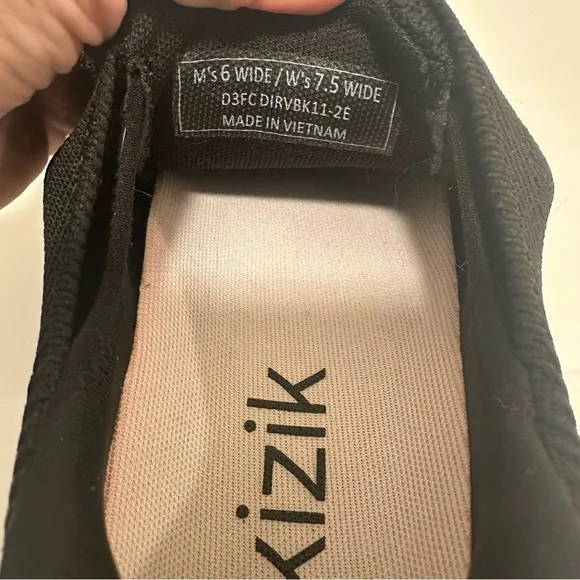 M's 6 WIDE / W's 7.5 WIDE
D3FC DIRVBK11-2E
MADE IN VIETNAM
kizik